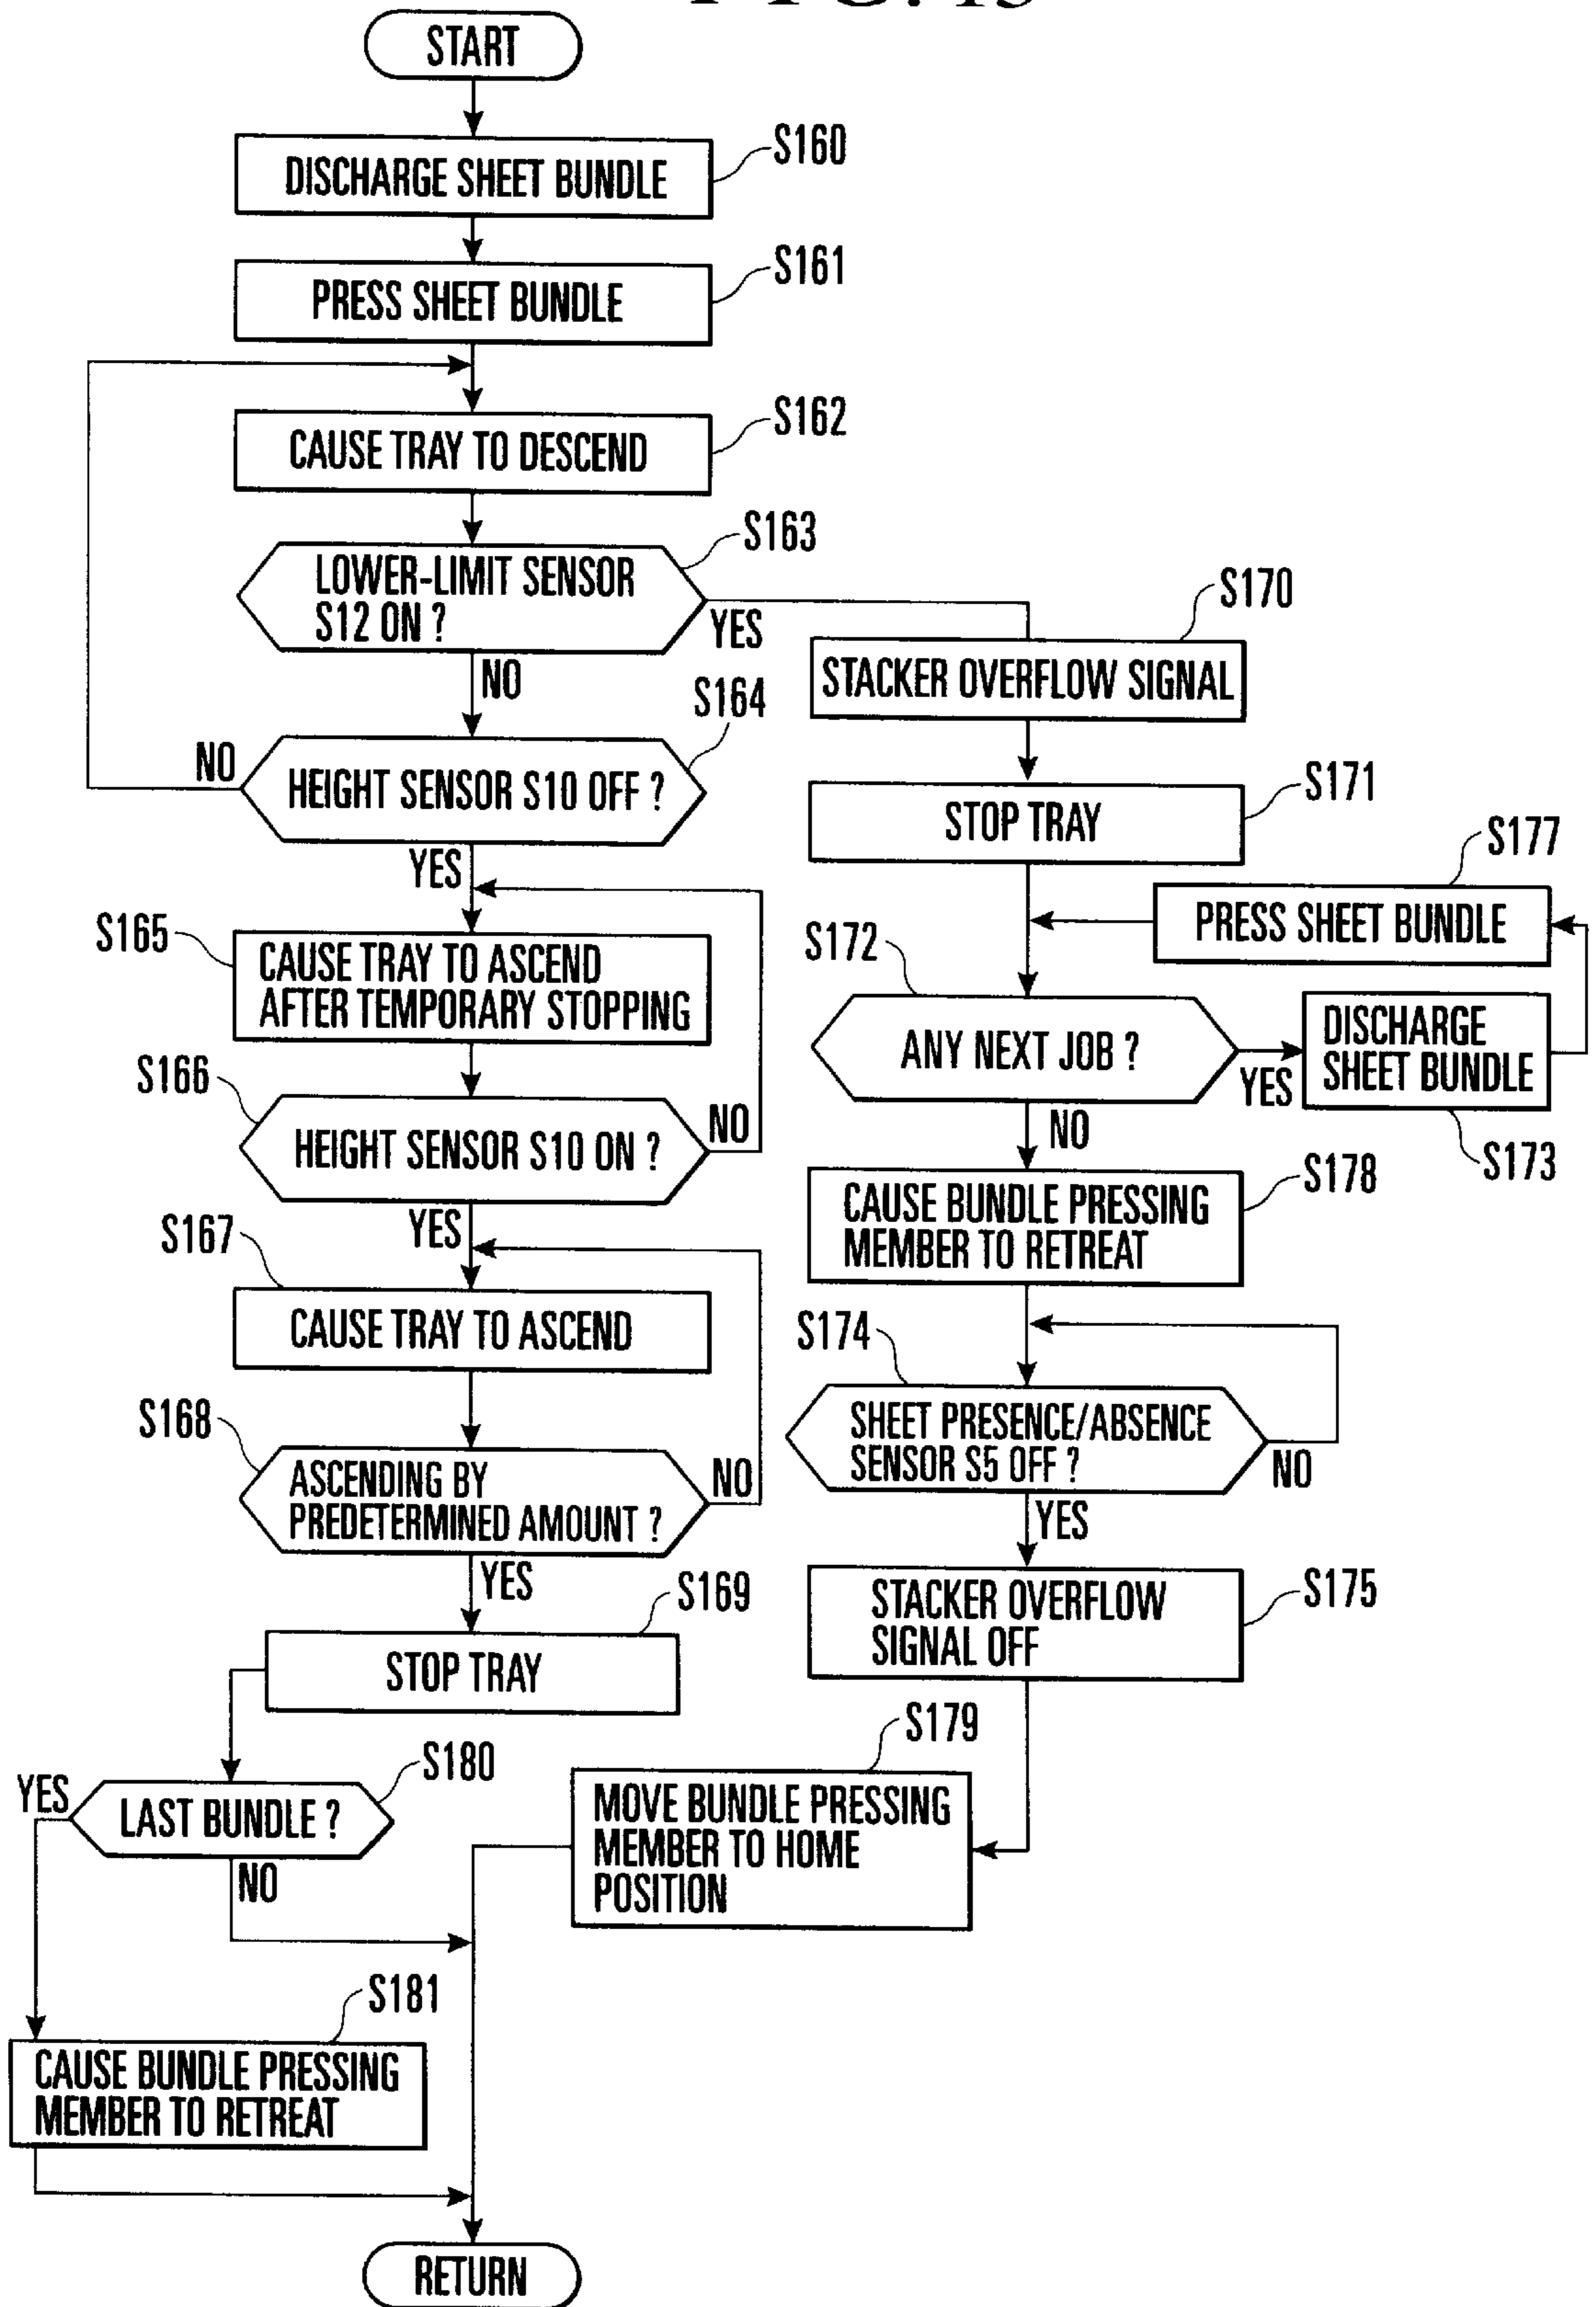 FIG.
START
S160
DISCHARGE SHEET BUNDLE
S161
PRESS SHEET BUNDLE
S162
CAUSE TRAY TO DESCEND
S163
LOWER-LIMIT SENSOR
S12 ON ?
YES
NO
S164
HEIGHT SENSOR S10 OFF ?
NO
YES
S165
CAUSE TRAY TO ASCEND
AFTER TEMPORARY STOPPING
S166
HEIGHT SENSOR S10 ON ?
NO
YES
S167
CAUSE TRAY TO ASCEND
S168
ASCENDING BY
PREDETERMINED AMOUNT ?
NO
YES
S169
STOP TRAY
S180
LAST BUNDLE ?
YES
NO
S181
CAUSE BUNDLE PRESSING
MEMBER TO RETREAT
S170
STACKER OVERFLOW SIGNAL
S171
STOP TRAY
S177
PRESS SHEET BUNDLE
S172
ANY NEXT JOB ?
YES
DISCHARGE
SHEET BUNDLE
S173
NO
S178
CAUSE BUNDLE PRESSING
MEMBER TO RETREAT
S174
SHEET PRESENCE/ABSENCE
SENSOR S5 OFF ?
NO
YES
S175
STACKER OVERFLOW
SIGNAL OFF
S179
MOVE BUNDLE PRESSING
MEMBER TO HOME
POSITION
RETURN